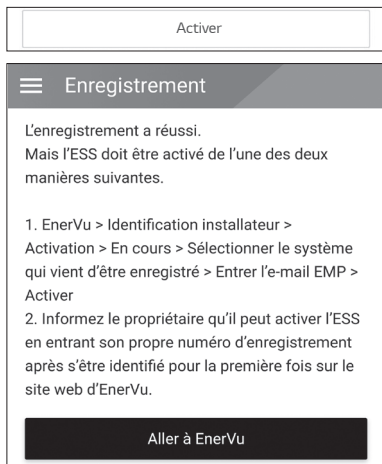 Activer
Enregistrement
L'enregistrement a réussi.
Mais l'ESS doit être activé de l'une des deux
manières suivantes.
1. EnerVu > Identification installateur >
Activation > En cours > Sélectionner le système
qui vient d'être enregistré > Entrer l'e-mail EMP >
Activer
2. Informez le propriétaire qu'il peut activer l'ESS
en entrant son propre numéro d'enregistrement
après s'être identifié pour la première fois sur le
site web d'EnerVu.
Aller à EnerVu